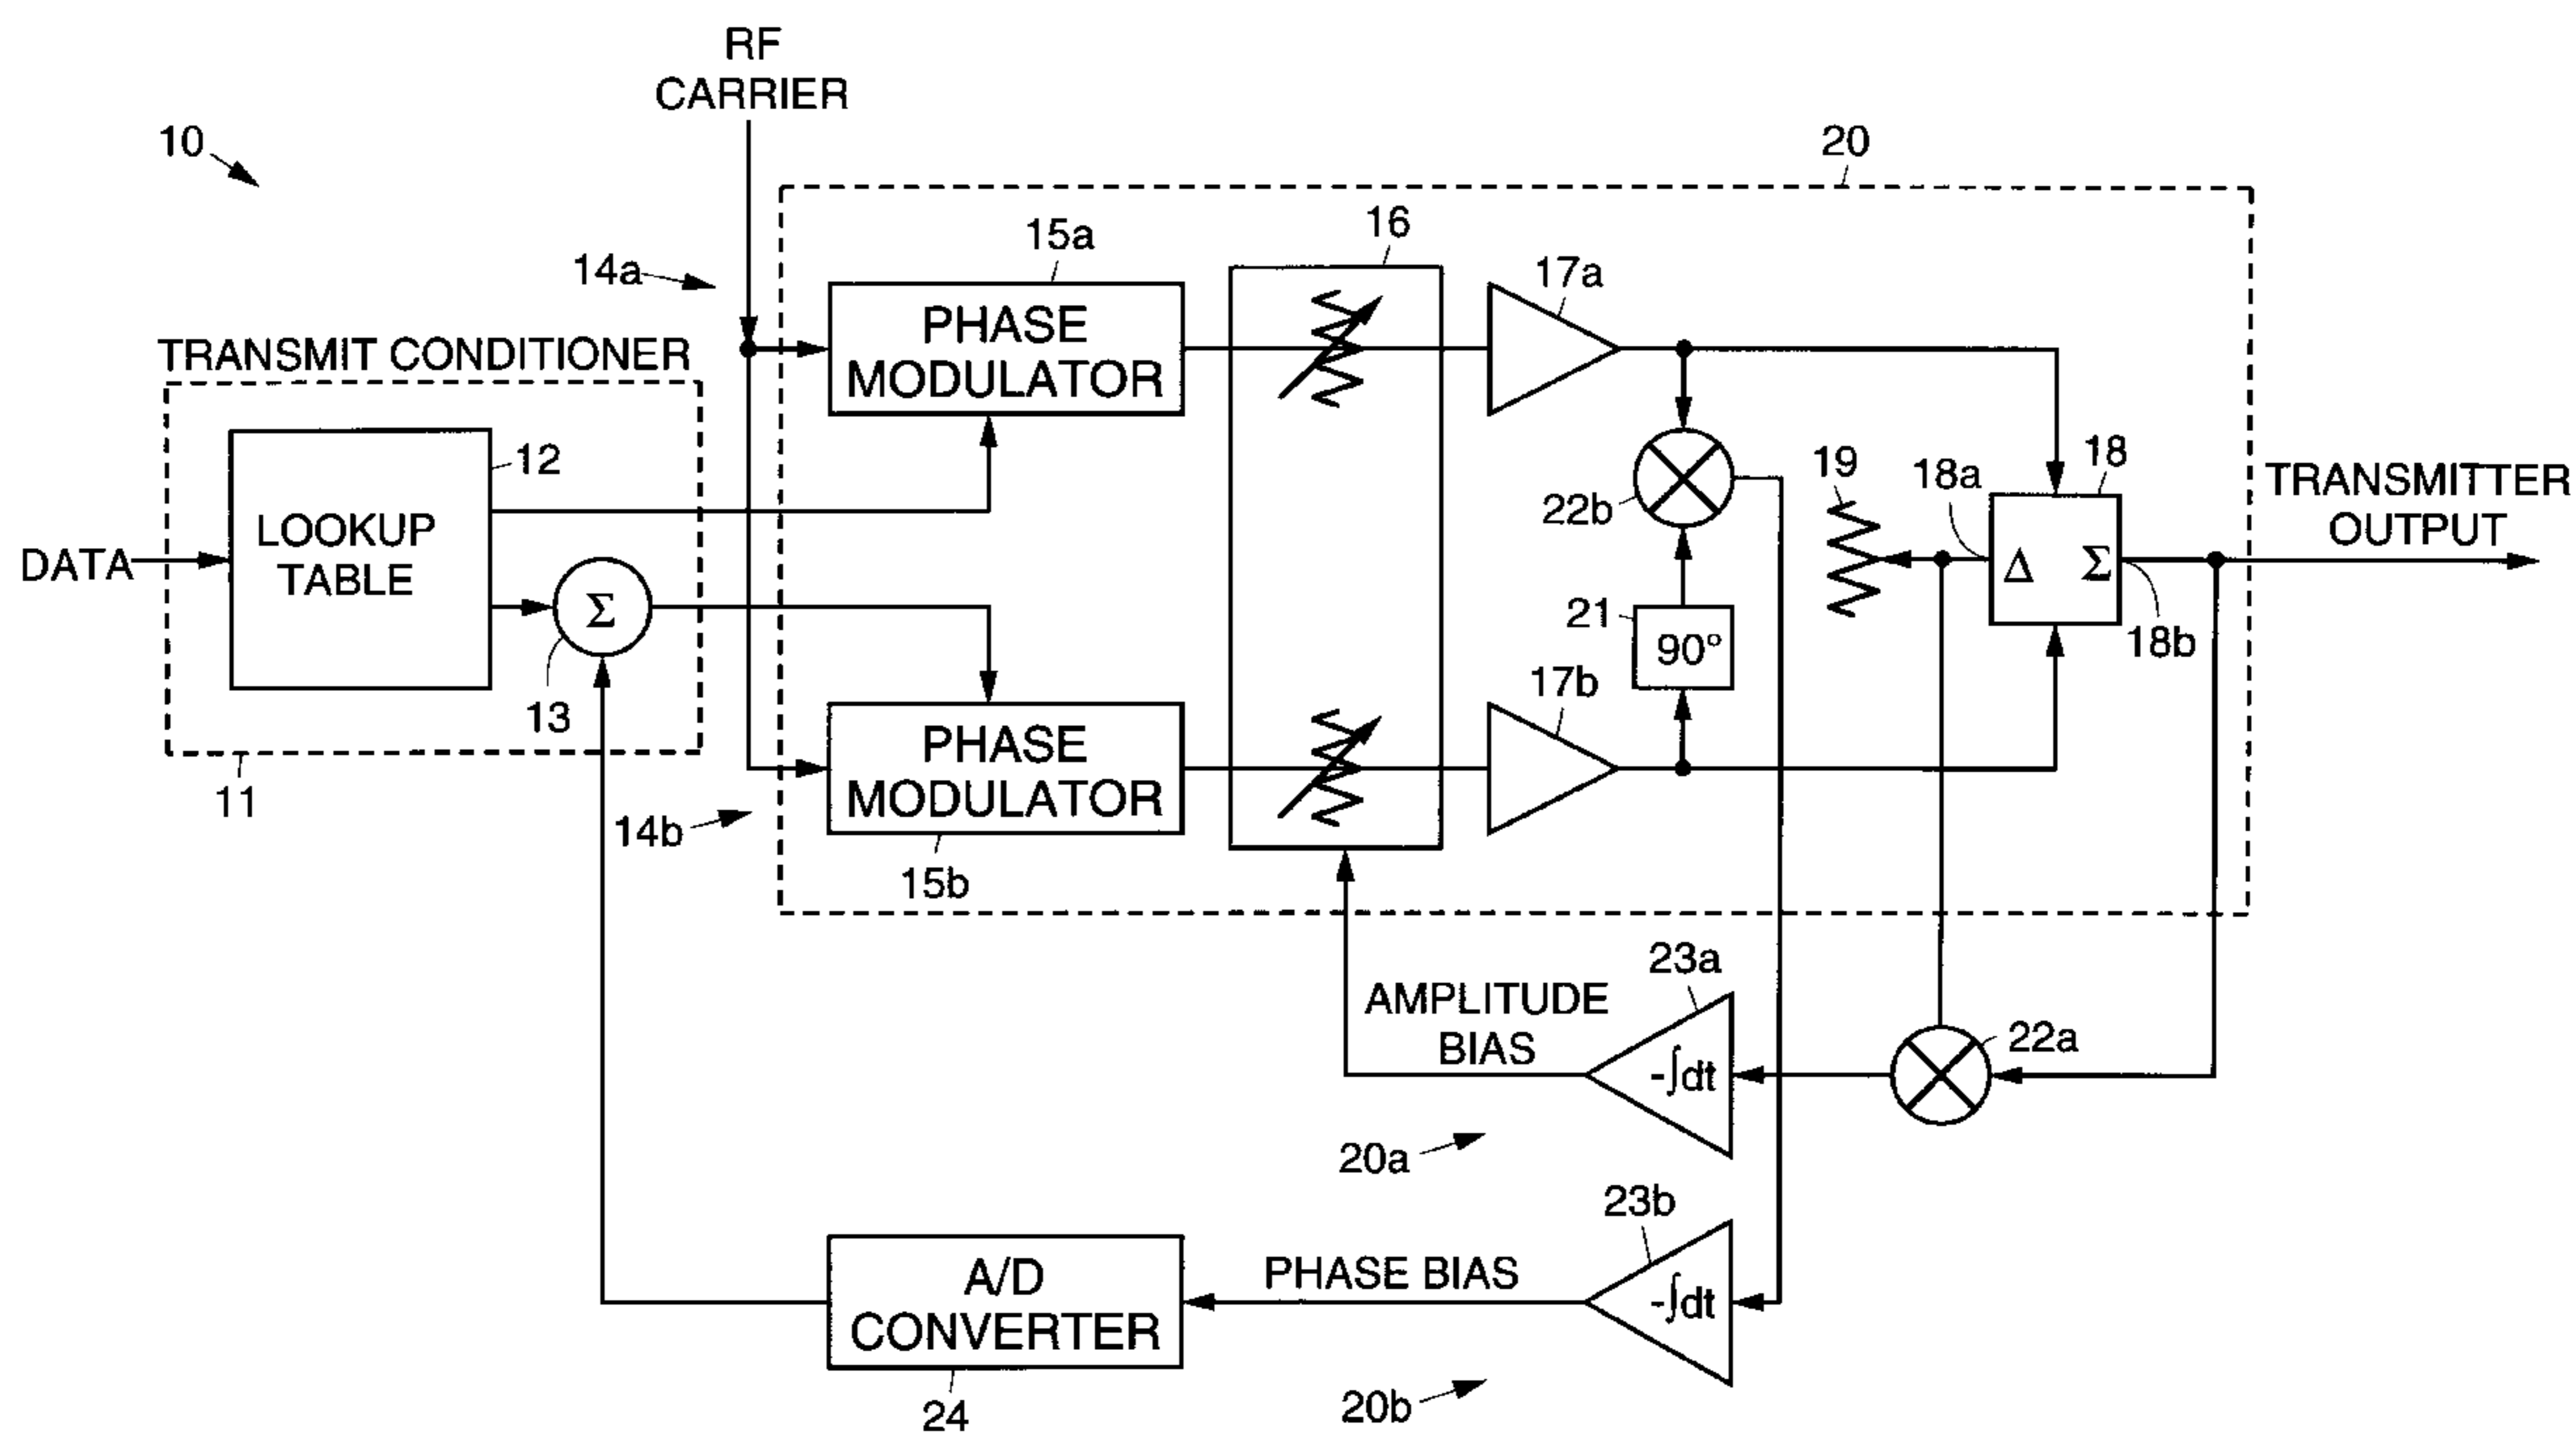 RF
CARRIER
10
20
16
15a
14a
17a
PHASE
MODULATOR
TRANSMIT CONDITIONER
12
LOOKUP
TABLE
DATA
Σ
13
11
22b
19
18a
18
Δ Σ
18b
TRANSMITTER
OUTPUT
21
90°
17b
PHASE
MODULATOR
14b
15b
23a
AMPLITUDE
BIAS
-∫dt
22a
20a
23b
A/D
CONVERTER
PHASE BIAS
-∫dt
24
20b